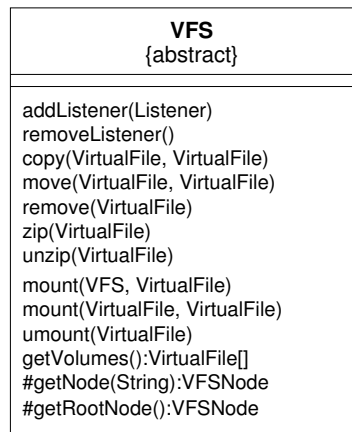 VFS
{abstract}
addListener(Listener)
removeListener()
copy(VirtualFile, VirtualFile)
move(VirtualFile, VirtualFile)
remove(VirtualFile)
zip(VirtualFile)
unzip(VirtualFile)
mount(VFS, VirtualFile)
mount(VirtualFile, VirtualFile)
umount(VirtualFile)
getVolumes():VirtualFile[]
#getNode(String):VFSNode
#getRootNode():VFSNode